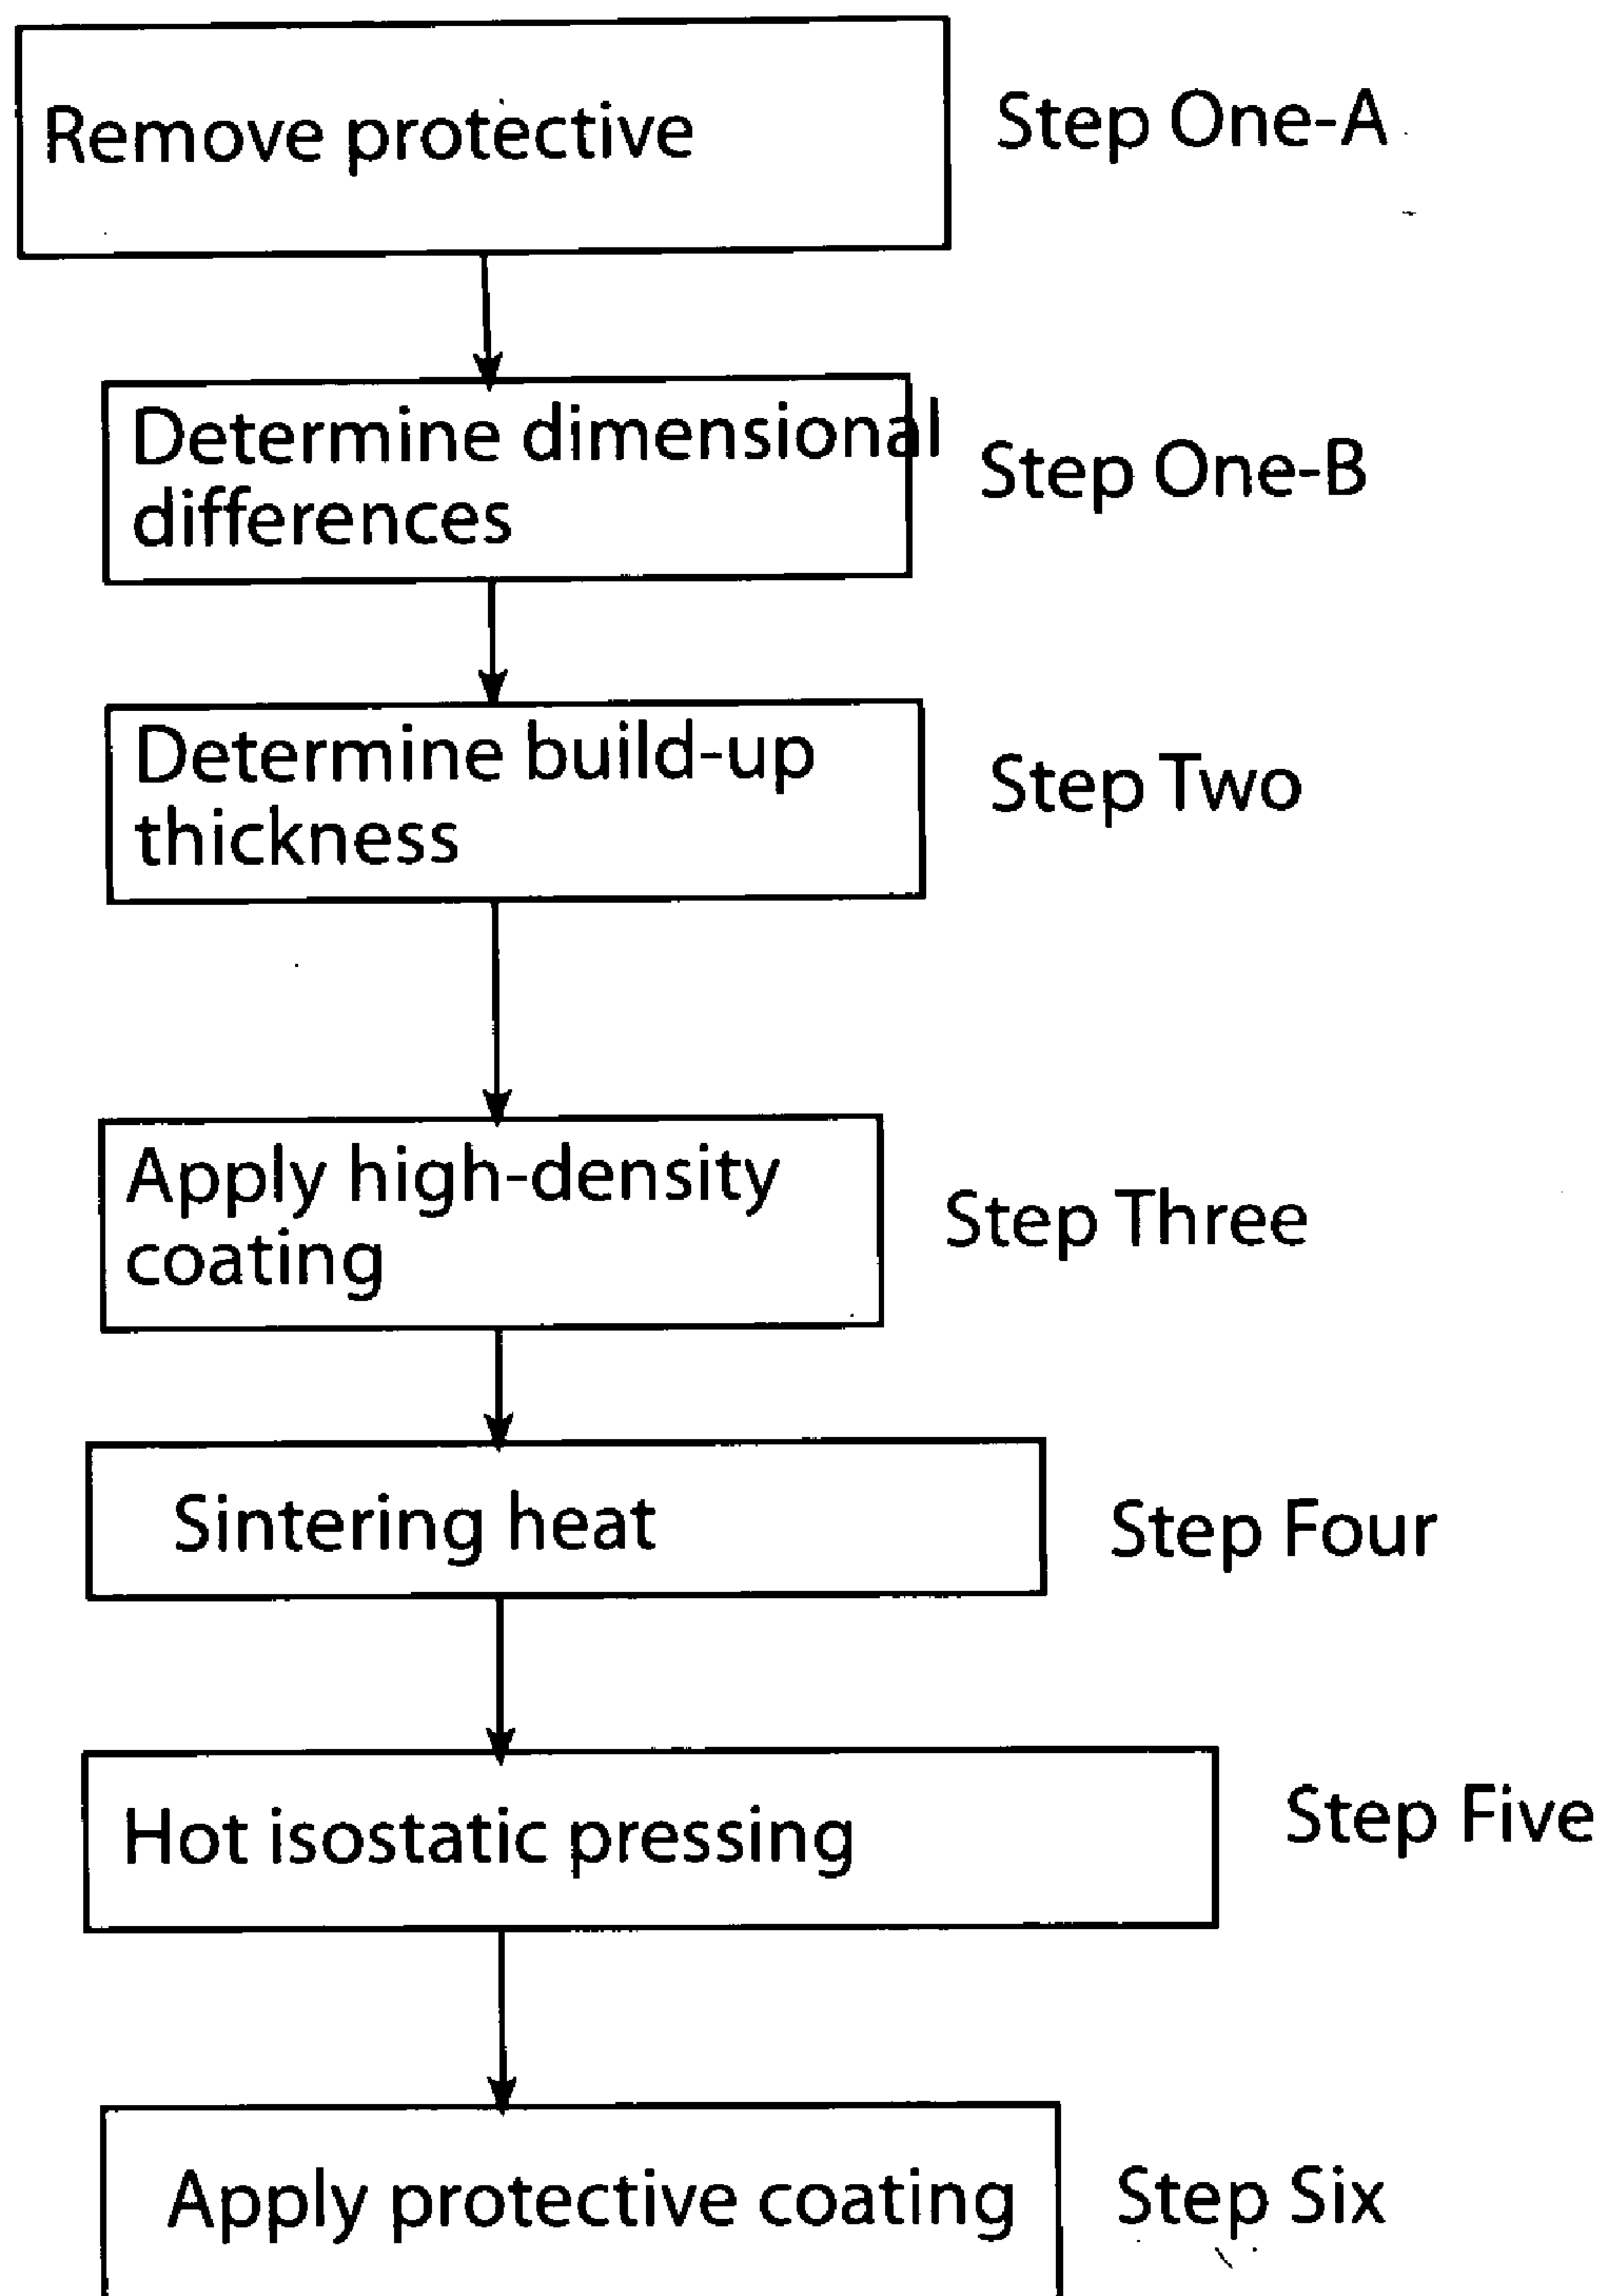 Remove protective
Step One-A
Determine dimensional
differences
Step One-B
Determine build-up
thickness
Step Two
Apply high-density
coating
Step Three
Sintering heat
Step Four
Hot isostatic pressing
Step Five
Apply protective coating
Step Six